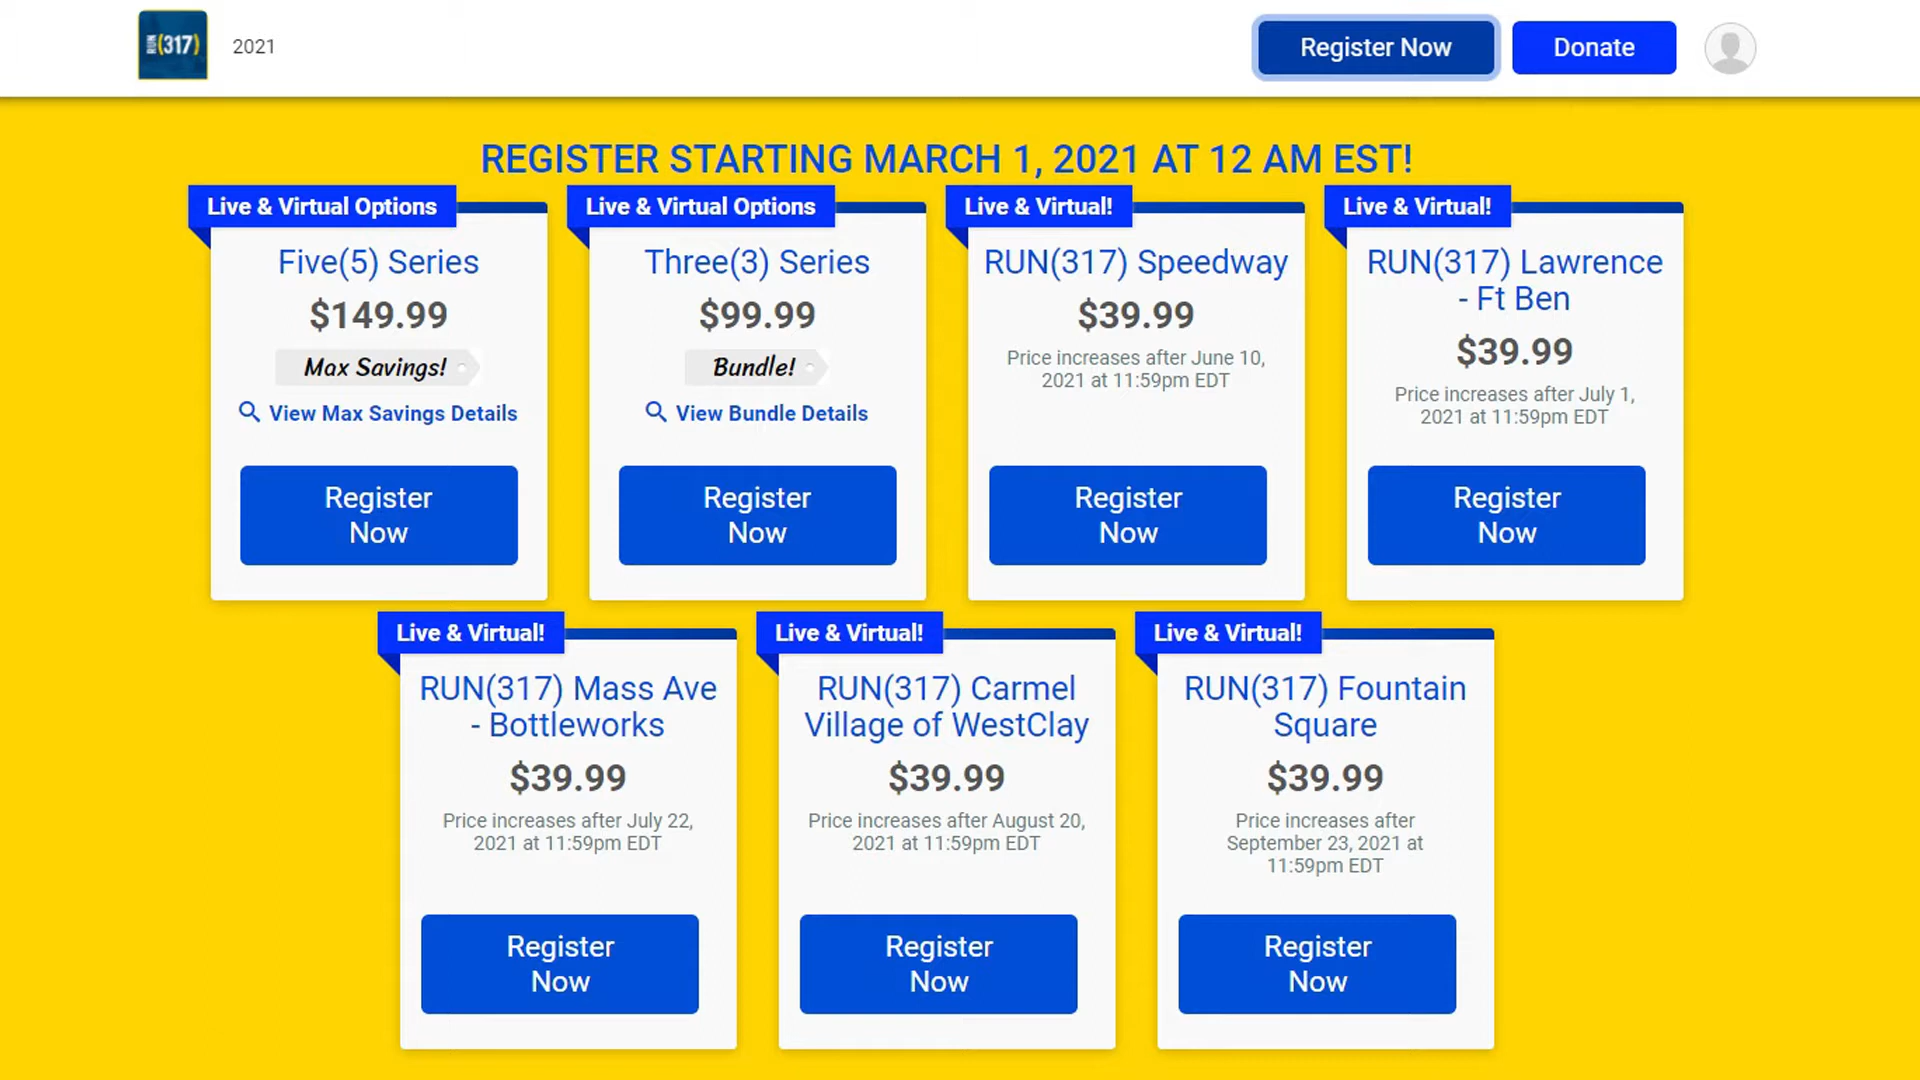 RUN(317)
2021
Register Now
Donate
REGISTER STARTING MARCH 1, 2021 AT 12 AM EST!
Live & Virtual Options
Five(5) Series
$149.99
Max Savings!
View Max Savings Details
Register
Now
Live & Virtual Options
Three(3) Series
$99.99
Bundle!
View Bundle Details
Register
Now
Live & Virtual!
RUN(317) Speedway
$39.99
Price increases after June 10,
2021 at 11:59pm EDT
Register
Now
Live & Virtual!
RUN(317) Lawrence
- Ft Ben
$39.99
Price increases after July 1,
2021 at 11:59pm EDT
Register
Now
Live & Virtual!
RUN(317) Mass Ave
- Bottleworks
$39.99
Price increases after July 22,
2021 at 11:59pm EDT
Register
Now
Live & Virtual!
RUN(317) Carmel
Village of WestClay
$39.99
Price increases after August 20,
2021 at 11:59pm EDT
Register
Now
Live & Virtual!
RUN(317) Fountain
Square
$39.99
Price increases after
September 23, 2021 at
11:59pm EDT
Register
Now